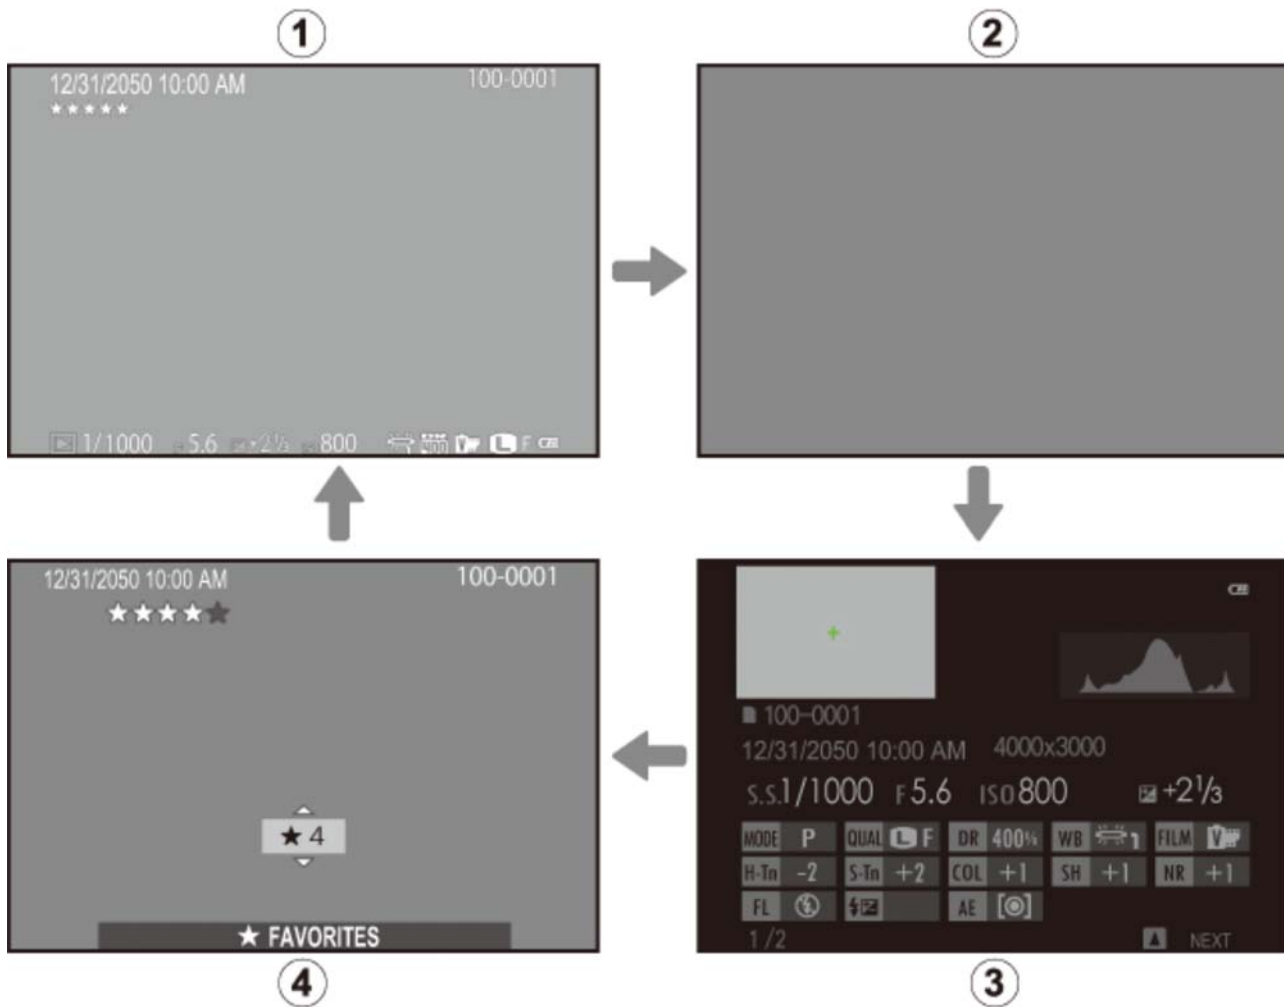 1
12/31/2050 10:00 AM 100-0001
1/1000 5.6 +2⅓ 800 400 V L F
2
12/31/2050 10:00 AM 100-0001
4
FAVORITES
4
100-0001
12/31/2050 10:00 AM 4000x3000
S.S.1/1000 F5.6 ISO800 +2⅓
MODE P QUAL L F DR 400% WB 1 FILM V
H-Tn -2 S-Tn +2 COL +1 SH +1 NR +1
FL AE
1/2 NEXT
3